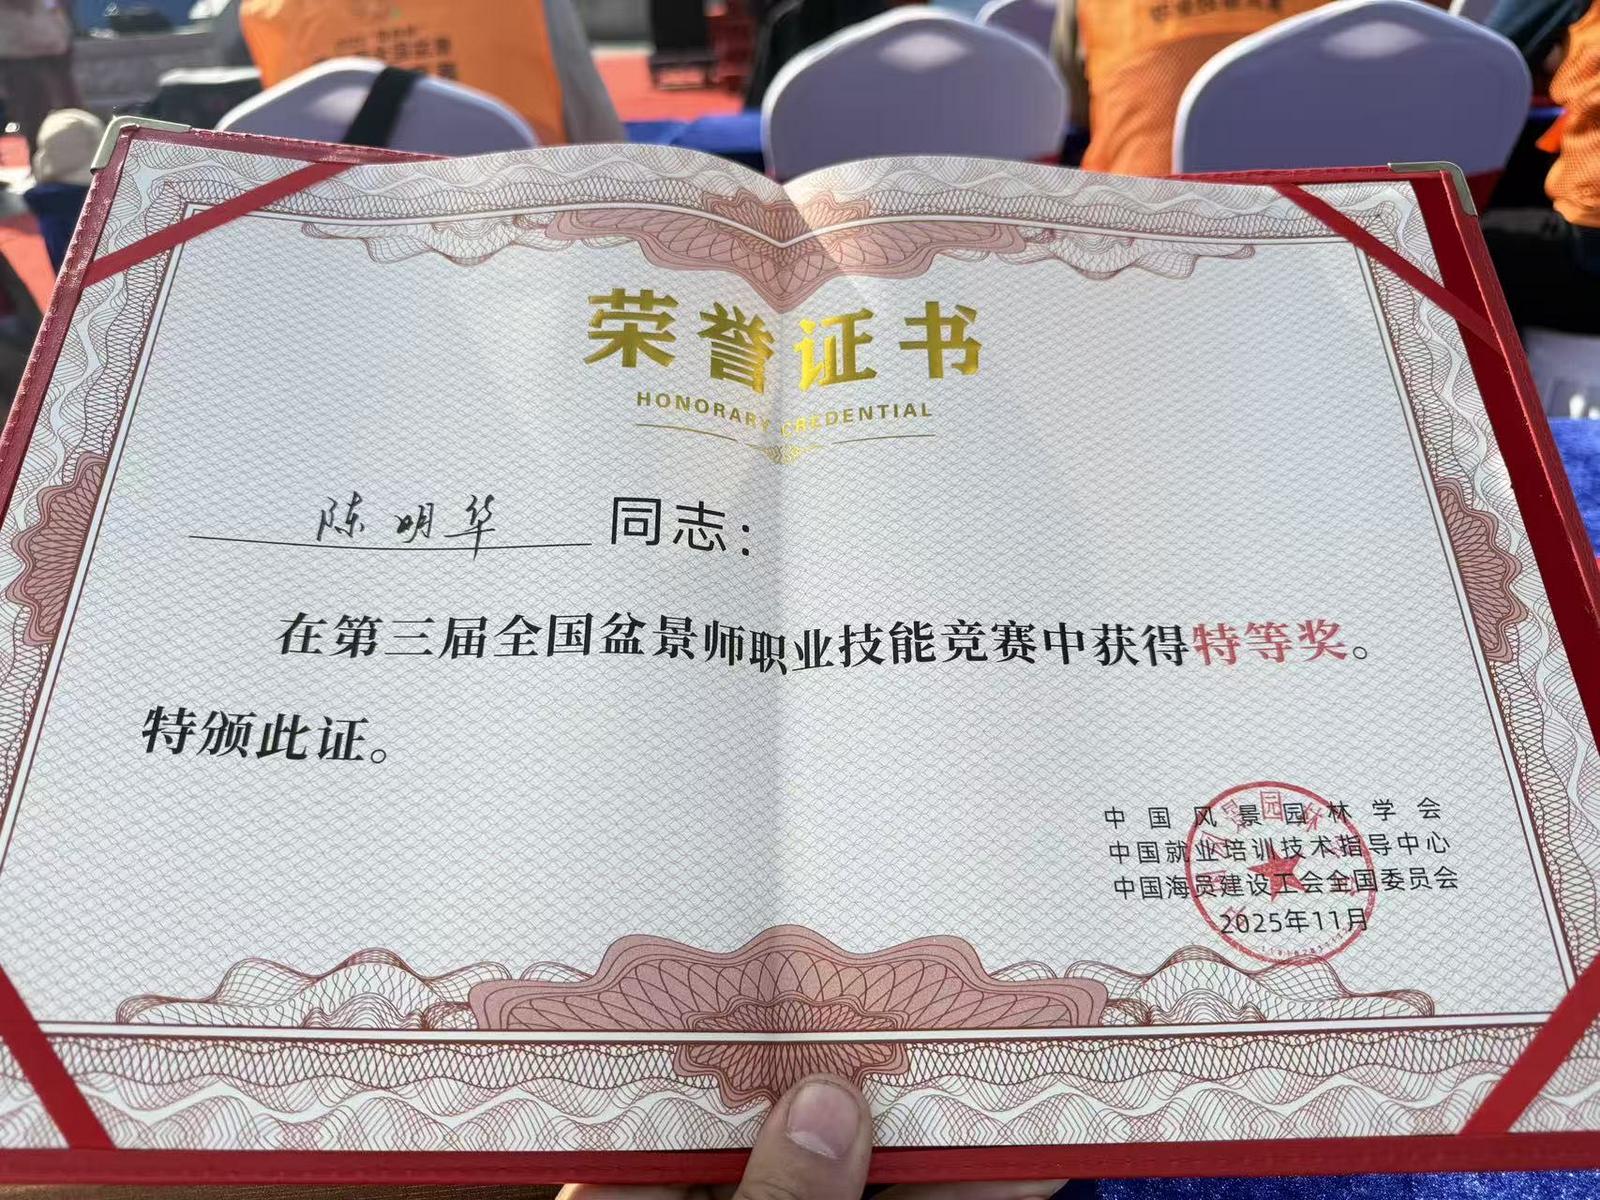 荣誉证书
HONORARY CREDENTIAL
陈明华 同志：
在第三届全国盆景师职业技能竞赛中获得特等奖。
特颁此证。
中国风景园林学会
中国就业培训技术指导中心
中国海员建设工会全国委员会
2025年11月